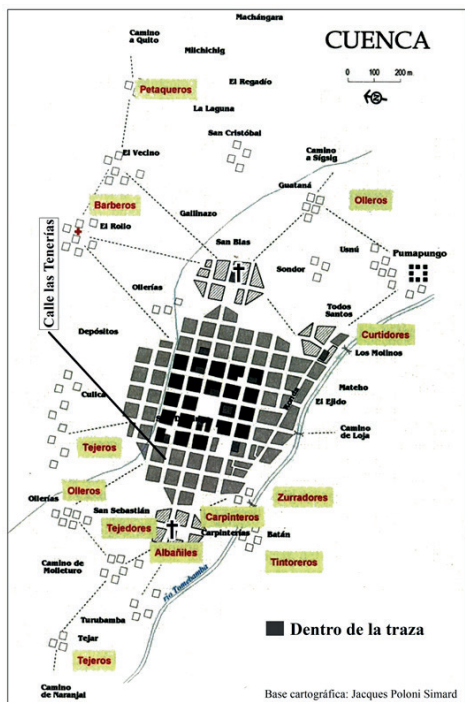 Machángara
CUENCA
Camino
a Quito
Milchichig
0 100 200 m
Petaqueros
El Regadío
La Laguna
San Cristóbal
El Vecino
Camino
a Sígsig
Guataná
Barberos
Olleros
Gallinazo
El Rollo
San Blas
Usnú
Pumapungo
Sondor
Calle las Tenerías
Ollerías
Todos
Santos
Depósitos
Curtidores
Los Molinos
Matcho
El Ejido
Cullca
Camino
de Loja
Tejeros
Olleros
Zurradores
Ollerías
San Sebastián
Carpinteros
Tejedores
Carpinterías
Batán
Albañiles
Tintoreros
Camino de
Molleturo
río Tomebamba
Turubamba
Dentro de la traza
Tejar
Tejeros
Camino
de Naranjal
Base cartográfica: Jacques Poloni Simard